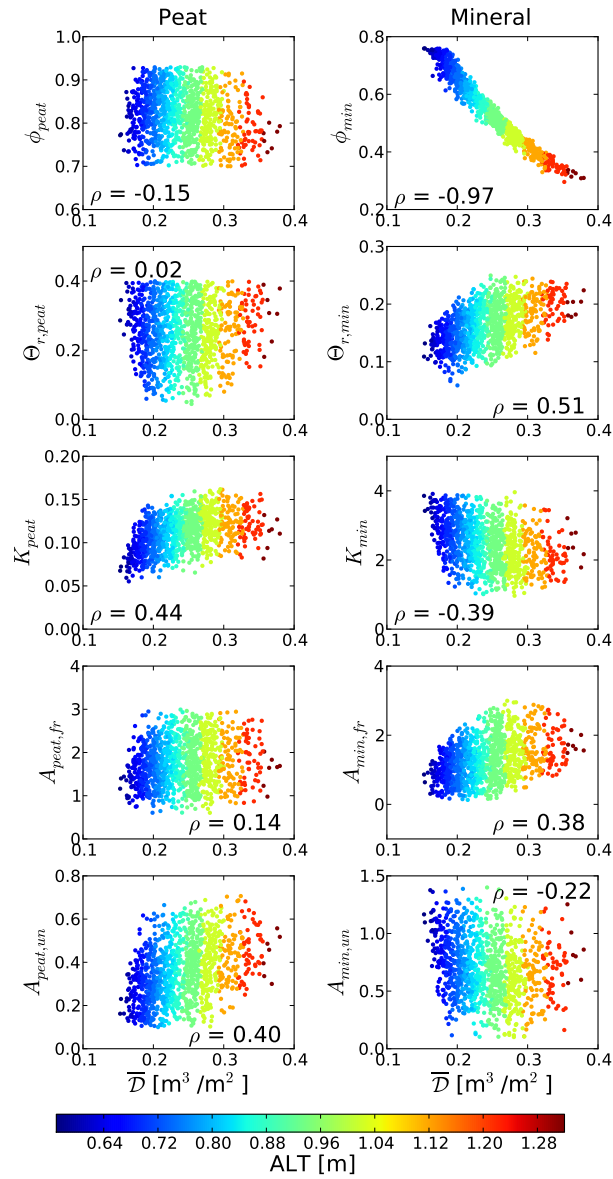 Peat Mineral
1.0 0.8
0.9
ϕ_peat 0.8 ϕ_min 0.6
0.7 0.4
0.6 ρ = -0.15 0.2 ρ = -0.97
0.1 0.2 0.3 0.4 0.1 0.2 0.3 0.4
0.4 ρ = 0.02 0.3
Θ_r,peat 0.2 Θ_r,min 0.2
0.1
0.0 0.0 ρ = 0.51
0.1 0.2 0.3 0.4 0.1 0.2 0.3 0.4
0.20 4
0.15
K_peat 0.10 K_min 2
0.05
0.00 ρ = 0.44 0 ρ = -0.39
0.1 0.2 0.3 0.4 0.1 0.2 0.3 0.4
4 4
3
A_peat,fr 2 A_min,fr 2
1 0
0 ρ = 0.14 ρ = 0.38
0.1 0.2 0.3 0.4 0.1 0.2 0.3 0.4
0.8 1.5 ρ = -0.22
0.6
A_peat,un 0.4 A_min,un 1.0
0.2 0.5
0.0 ρ = 0.40 0.0
0.1 0.2 0.3 0.4 0.1 0.2 0.3 0.4
D̅ [m³ /m²] D̅ [m³ /m²]
0.64 0.72 0.80 0.88 0.96 1.04 1.12 1.20 1.28
ALT [m]